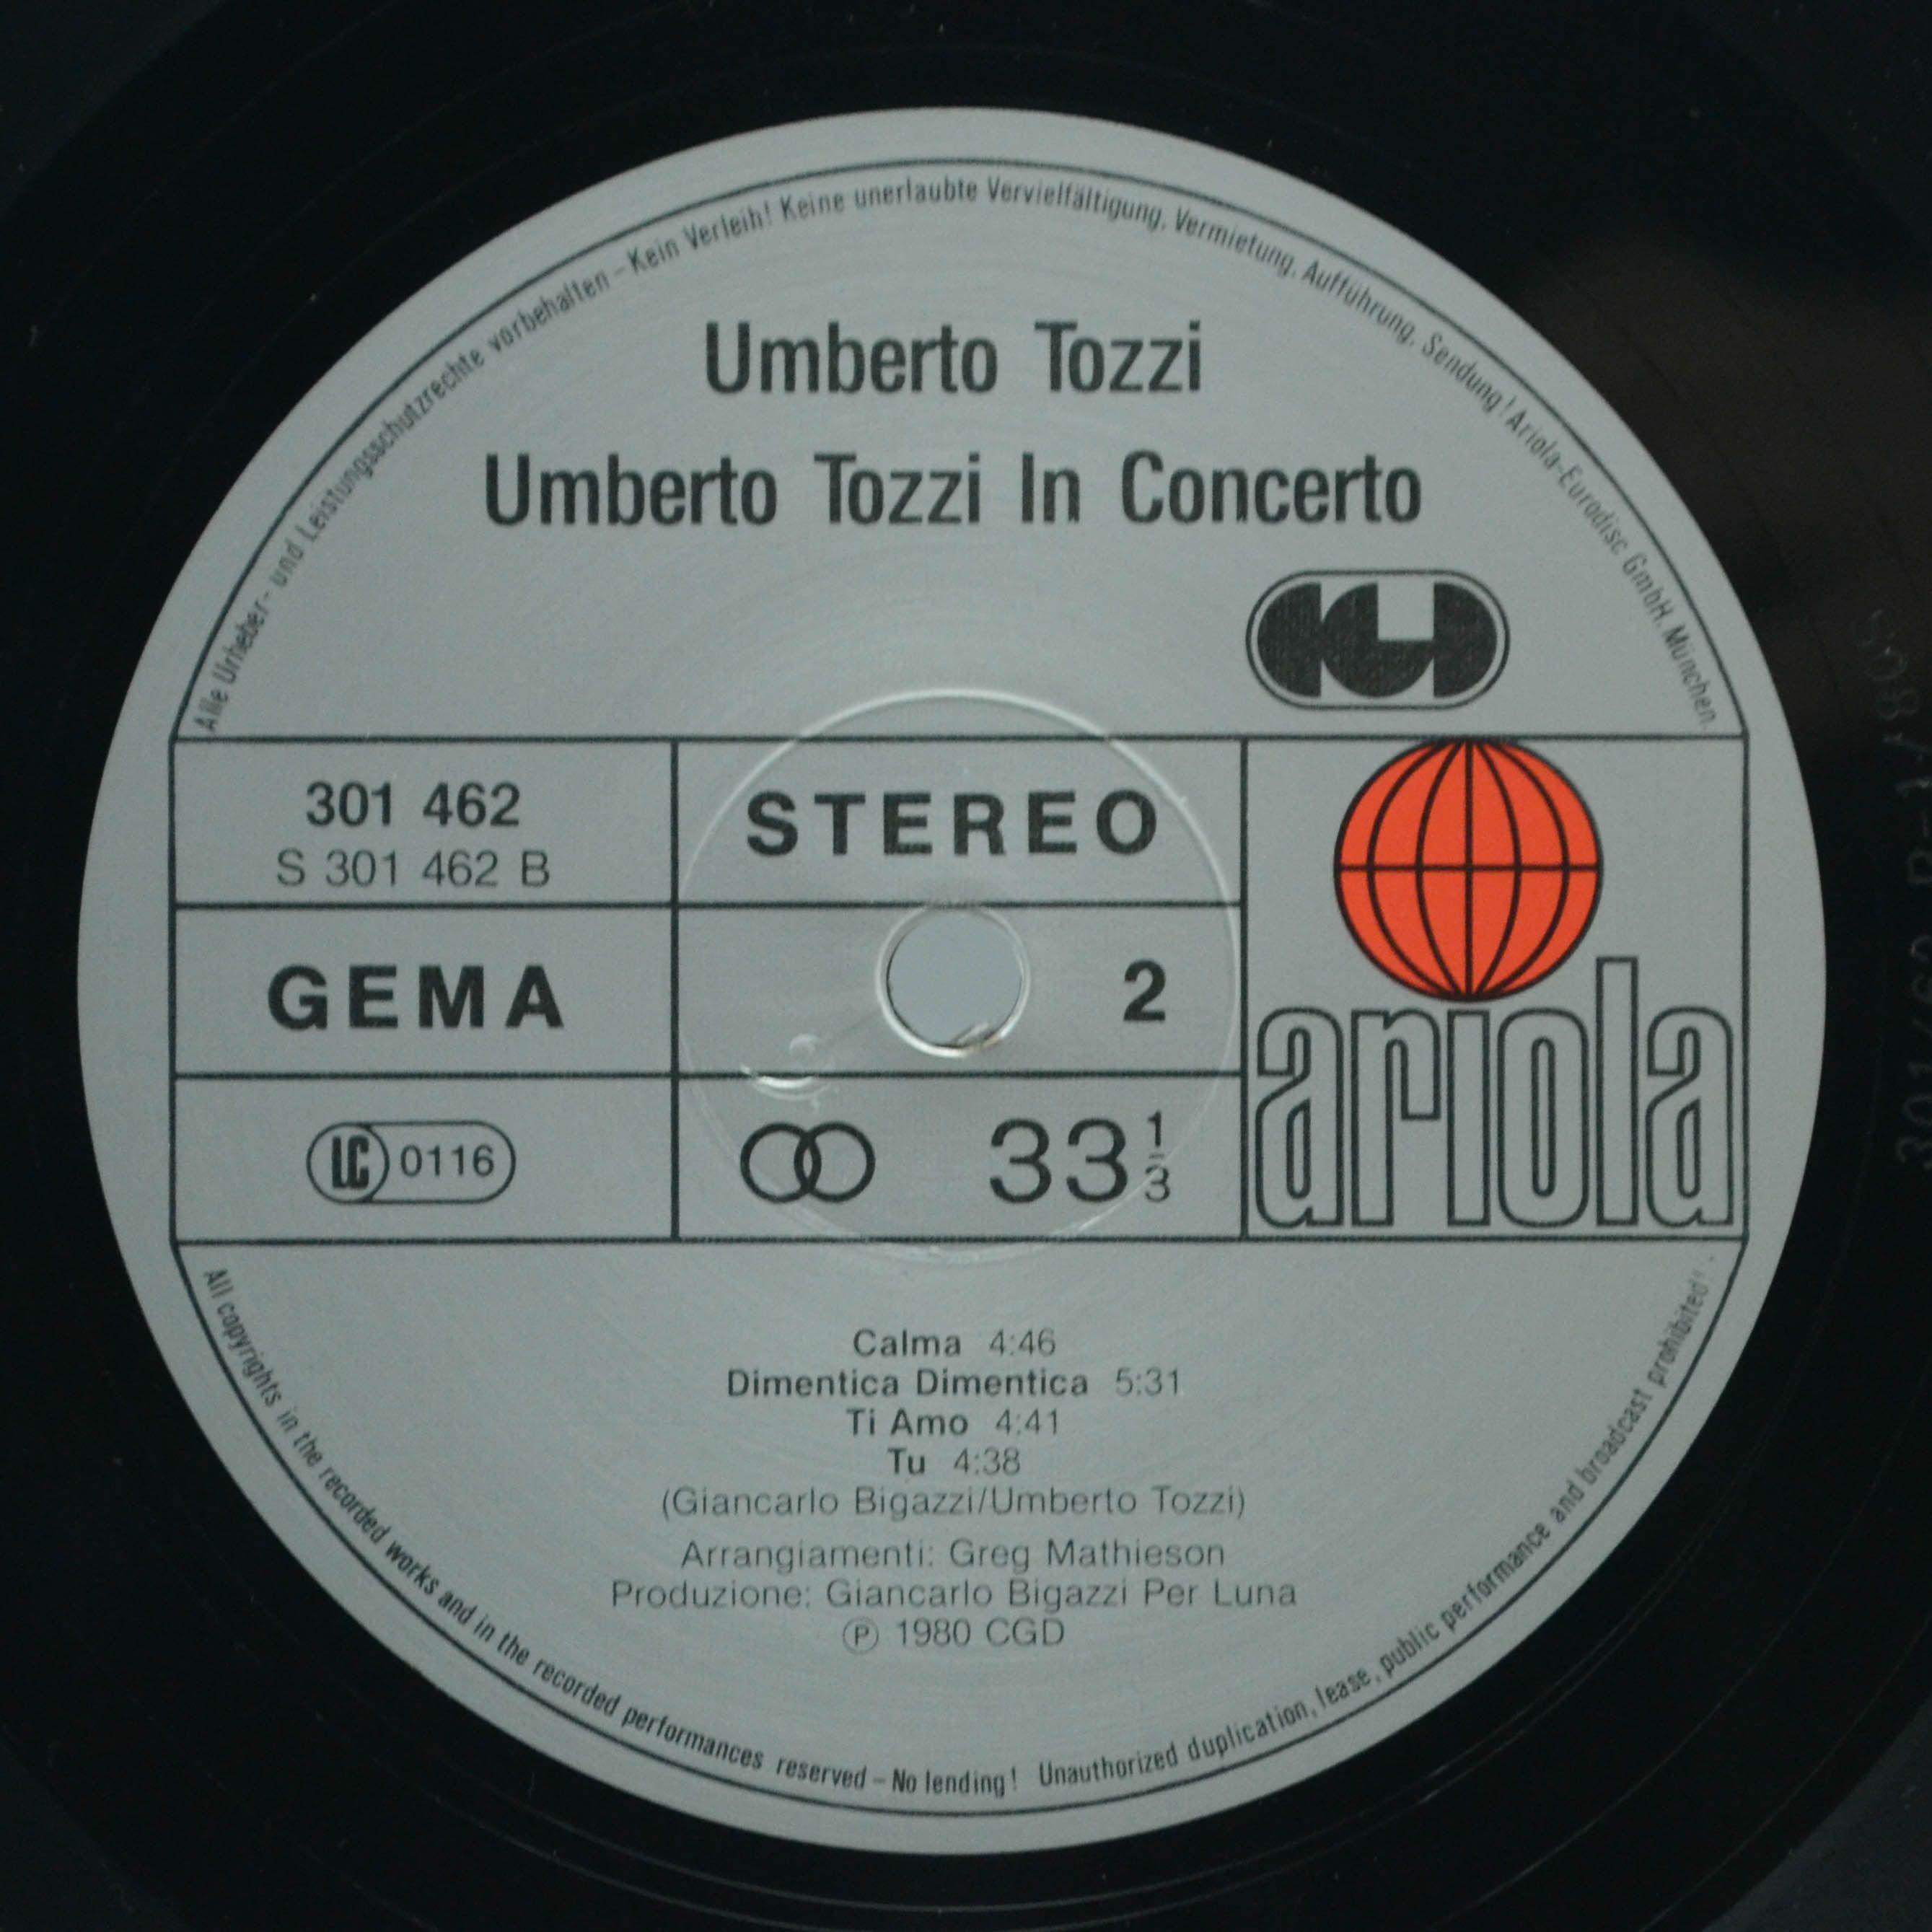 Alle Urheber- und Leistungsschutzrechte vorbehalten – Kein Verleih! Keine unerlaubte Vervielfältigung, Vermietung, Aufführung, Sendung! Ariola-Eurodisc GmbH, München.
Umberto Tozzi
Umberto Tozzi In Concerto
301 462
S 301 462 B
STEREO
GEMA
2
LC 0116
33 1/3
ariola
Calma 4:46
Dimentica Dimentica 5:31
Ti Amo 4:41
Tu 4:38
(Giancarlo Bigazzi/Umberto Tozzi)
Arrangiamenti: Greg Mathieson
Produzione: Giancarlo Bigazzi Per Luna
Ⓟ 1980 CGD
All copyrights in the recorded works and in the recorded performances reserved – No lending! Unauthorized duplication, lease, public performance and broadcast prohibited!